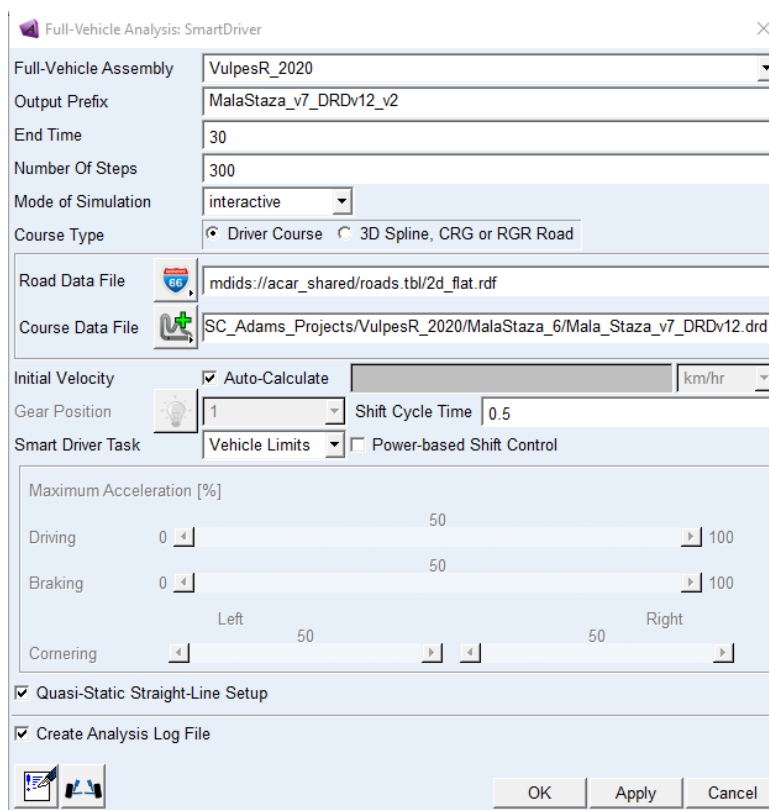 Full-Vehicle Analysis: SmartDriver
Full-Vehicle Assembly VulpesR_2020
Output Prefix MalaStaza_v7_DRDv12_v2
End Time 30
Number Of Steps 300
Mode of Simulation interactive
Course Type Driver Course 3D Spline, CRG or RGR Road
Road Data File 66 mdids://acar_shared/roads.tbl/2d_flat.rdf
Course Data File SC_Adams_Projects/VulpesR_2020/MalaStaza_6/Mala_Staza_v7_DRDv12.drd
Initial Velocity Auto-Calculate km/hr
Gear Position 1 Shift Cycle Time 0.5
Smart Driver Task Vehicle Limits Power-based Shift Control
Maximum Acceleration [%]
50
Driving 0 100
50
Braking 0 100
Left Right
50 50
Cornering
Quasi-Static Straight-Line Setup
Create Analysis Log File
OK Apply Cancel